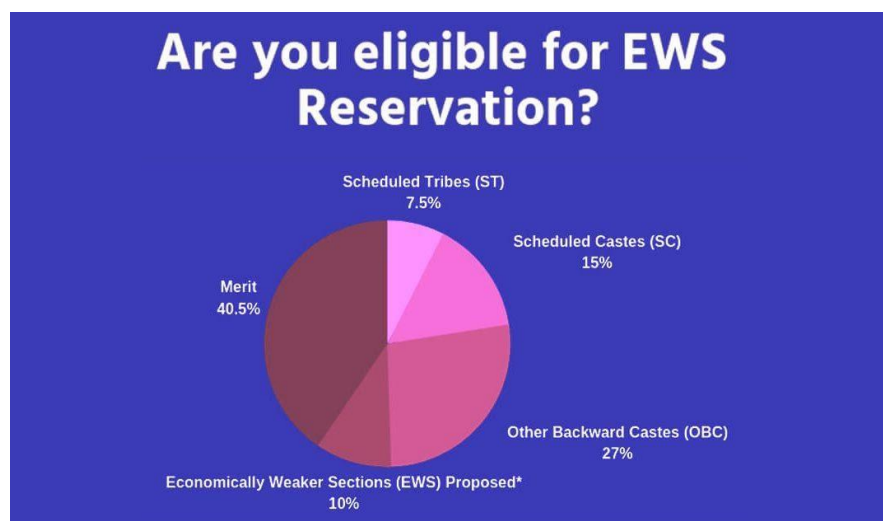 Are you eligible for EWS
Reservation?
Scheduled Tribes (ST)
7.5%
Scheduled Castes (SC)
15%
Merit
40.5%
Other Backward Castes (OBC)
27%
Economically Weaker Sections (EWS) Proposed*
10%